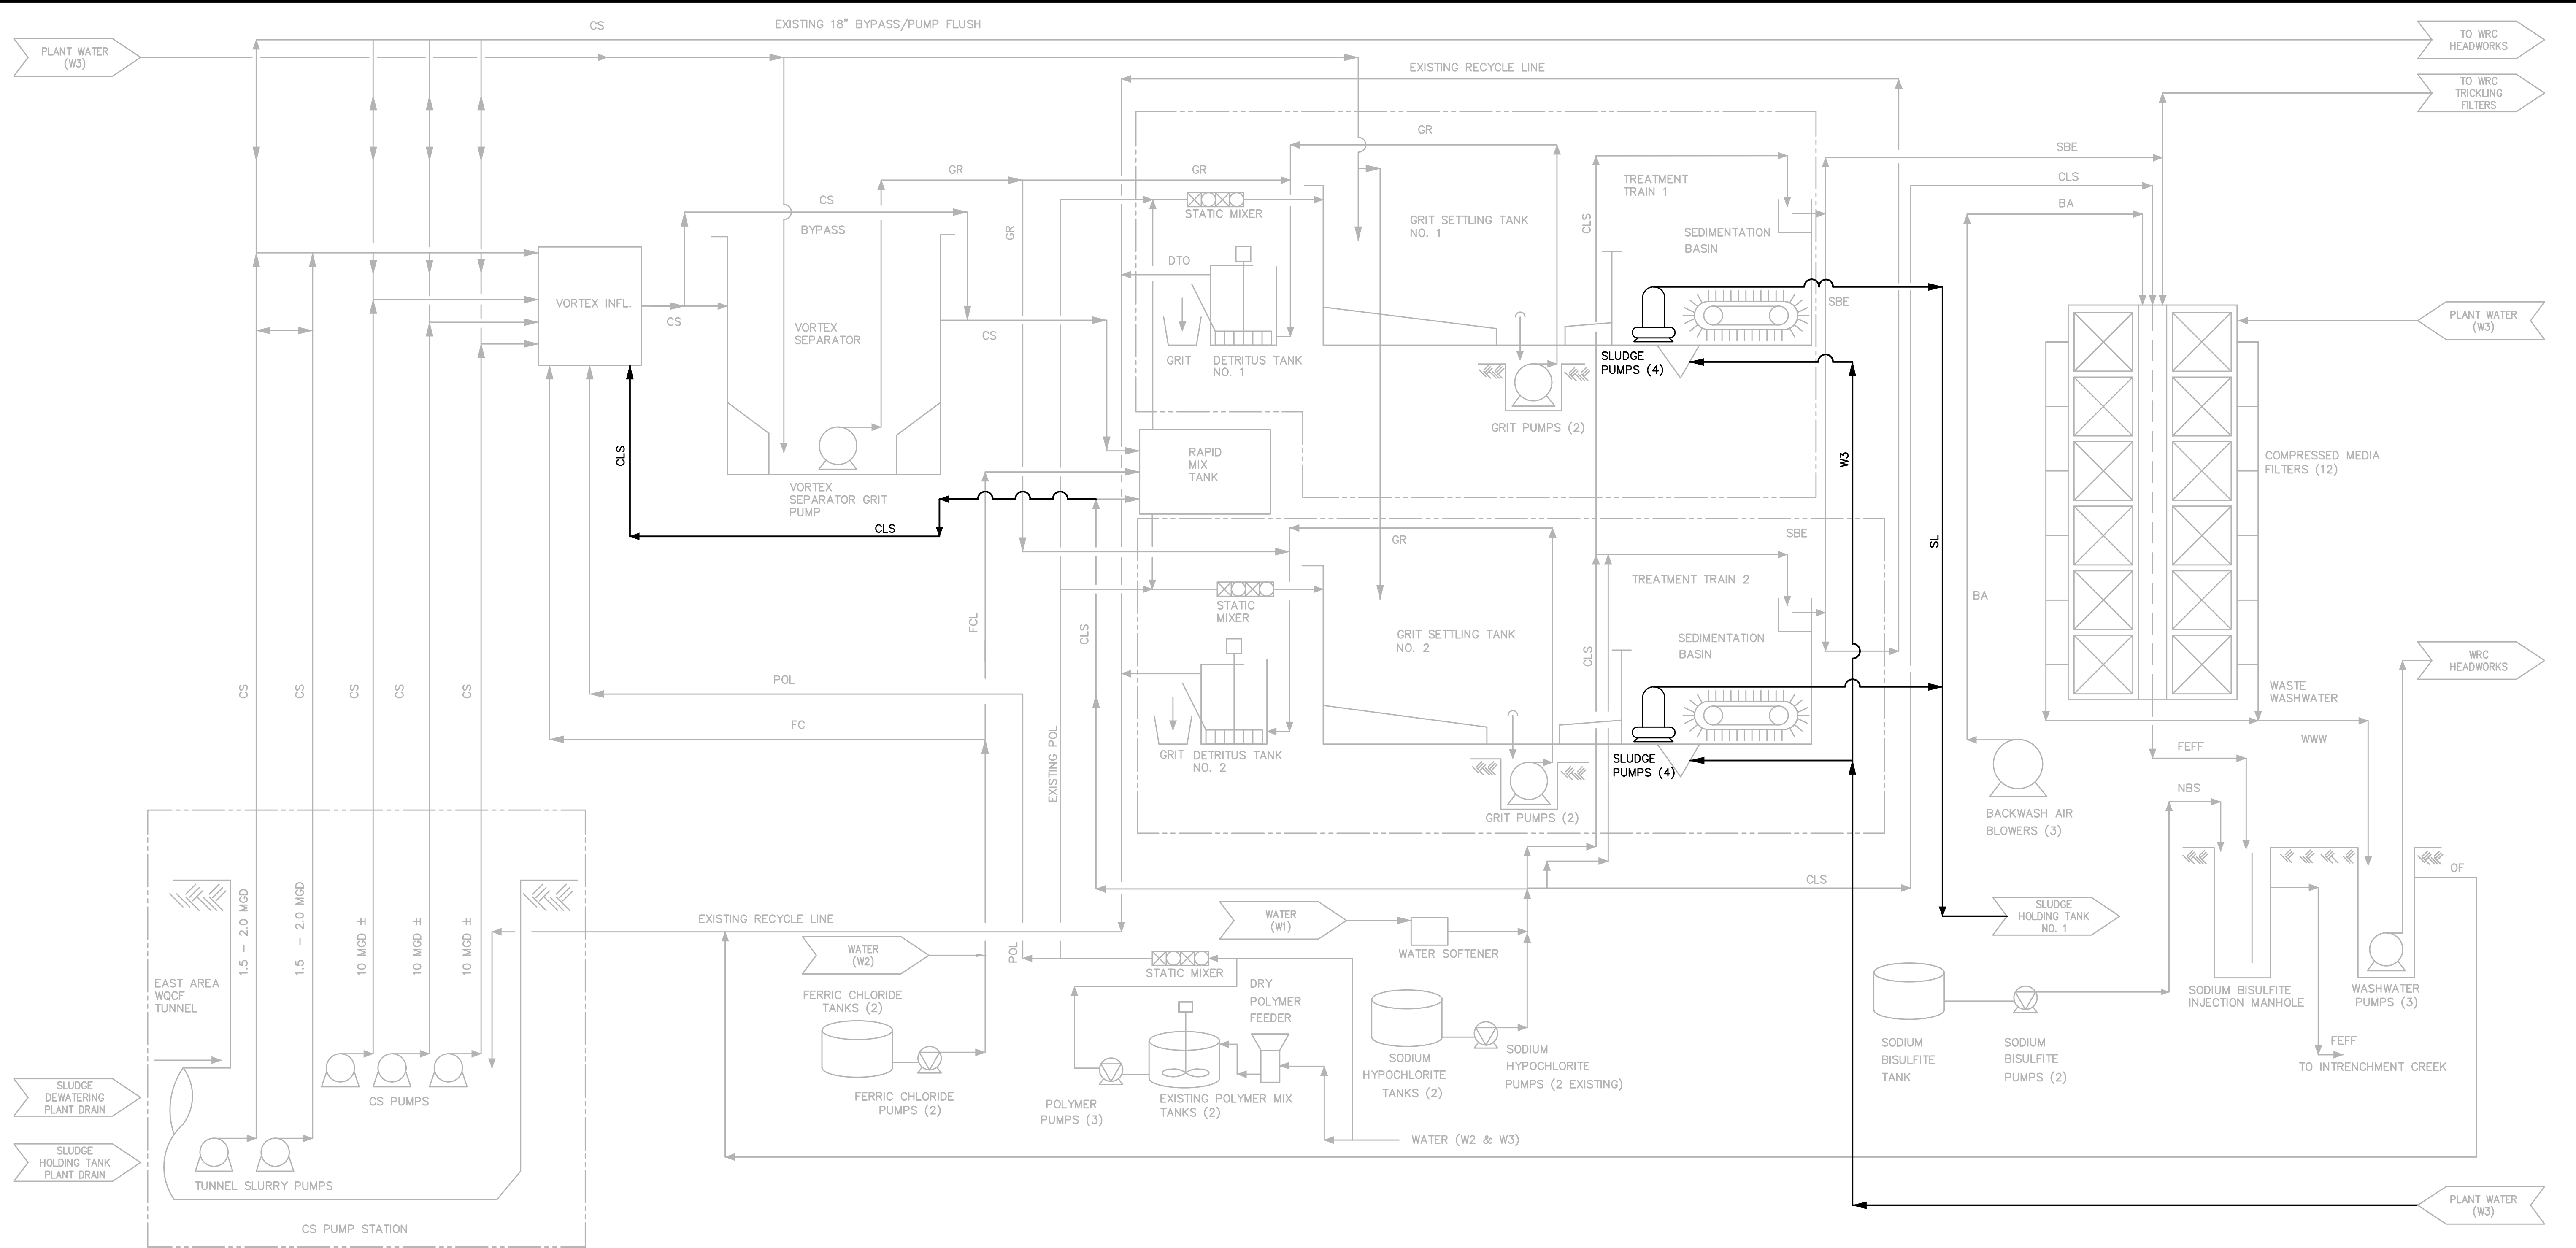 CS
EXISTING 18" BYPASS/PUMP FLUSH
PLANT WATER
(W3)
TO WRC
HEADWORKS
EXISTING RECYCLE LINE
TO WRC
TRICKLING
FILTERS
GR
SBE
GR
GR
CS
BYPASS
STATIC MIXER
GRIT SETTLING TANK
NO. 1
TREATMENT
TRAIN 1
CLS
BA
GR
CLS
SEDIMENTATION
BASIN
DTO
VORTEX INFL.
CS
VORTEX
SEPARATOR
CS
SBE
PLANT WATER
(W3)
GRIT
DETRITUS TANK
NO. 1
SLUDGE
PUMPS (4)
GRIT PUMPS (2)
CLS
RAPID
MIX
TANK
W3
COMPRESSED MEDIA
FILTERS (12)
VORTEX
SEPARATOR GRIT
PUMP
CLS
GR
SBE
SL
TREATMENT TRAIN 2
STATIC
MIXER
BA
FCL
CLS
GRIT SETTLING TANK
NO. 2
CLS
SEDIMENTATION
BASIN
WRC
HEADWORKS
CS
CS
CS
CS
CS
POL
WASTE
WASHWATER
FC
WWW
FEFF
GRIT
DETRITUS TANK
NO. 2
SLUDGE
PUMPS (4)
EXISTING POL
NBS
GRIT PUMPS (2)
BACKWASH AIR
BLOWERS (3)
OF
CLS
1.5 - 2.0 MGD
1.5 - 2.0 MGD
10 MGD ±
10 MGD ±
10 MGD ±
EXISTING RECYCLE LINE
WATER
(W1)
SLUDGE
HOLDING TANK
NO. 1
WATER
(W2)
POL
WATER SOFTENER
STATIC MIXER
EAST AREA
WQCF
TUNNEL
FERRIC CHLORIDE
TANKS (2)
DRY
POLYMER
FEEDER
SODIUM BISULFITE
INJECTION MANHOLE
WASHWATER
PUMPS (3)
SODIUM
HYPOCHLORITE
TANKS (2)
SODIUM
HYPOCHLORITE
PUMPS (2 EXISTING)
SODIUM
BISULFITE
TANK
SODIUM
BISULFITE
PUMPS (2)
FEFF
TO INTRENCHMENT CREEK
SLUDGE
DEWATERING
PLANT DRAIN
CS PUMPS
FERRIC CHLORIDE
PUMPS (2)
POLYMER
PUMPS (3)
EXISTING POLYMER MIX
TANKS (2)
WATER (W2 & W3)
SLUDGE
HOLDING TANK
PLANT DRAIN
TUNNEL SLURRY PUMPS
CS PUMP STATION
PLANT WATER
(W3)